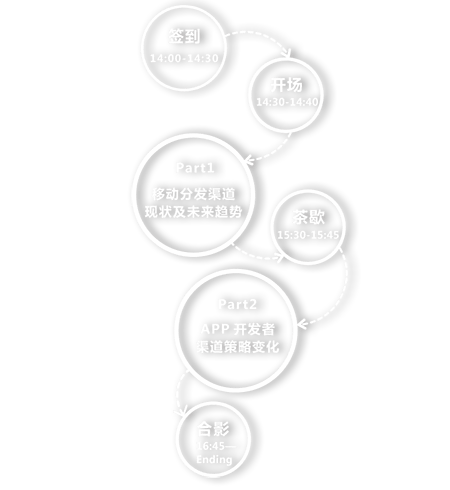 签到
14:00-14:30
开场
14:30-14:40
Part1
移动分发渠道
现状及未来趋势
茶歇
15:30-15:45
Part2
APP 开发者
渠道策略变化
合影
16:45—
Ending